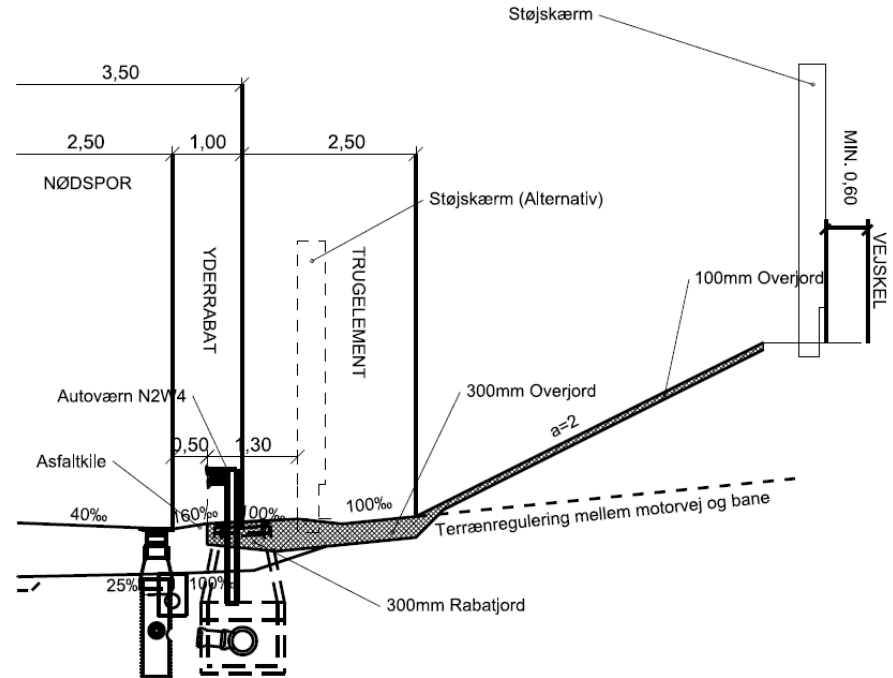 Støjskærm
3,50
2,50
1,00
2,50
NØDSPOR
MIN. 0,60
VEJSKEL
Støjskærm (Alternativ)
YDERRABAT
TRUGELEMENT
100mm Overjord
Autoværn N2W4
300mm Overjord
a=2
0,50
1,30
Asfaltkile
40‰
160‰
100‰
100‰
Terrænregulering mellem motorvej og bane
25‰
100‰
300mm Rabatjord